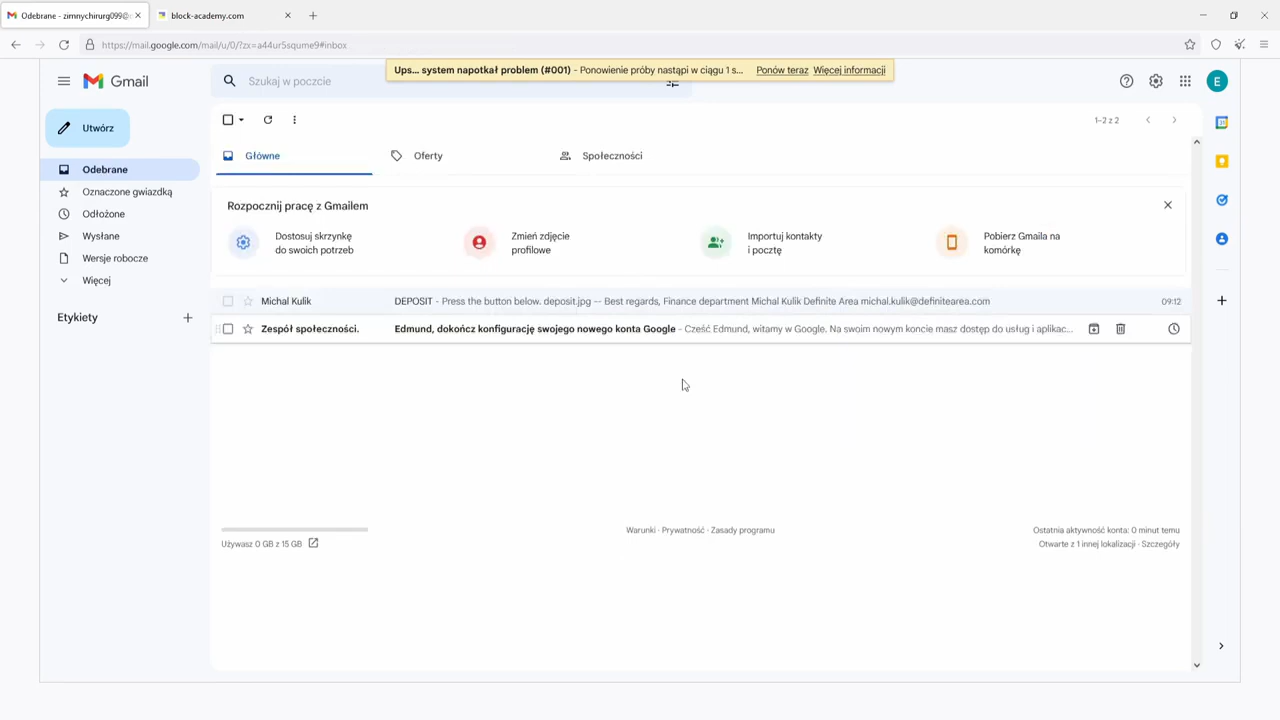 Odebrane - zimnychirurg099@
block-academy.com
https://mail.google.com/mail/u/0/?zx=a44ur5squme9#inbox
Ups... system napotkał problem (#001) - Ponowienie próby nastąpi w ciągu 1 s... Ponów teraz Więcej informacji
Gmail
Szukaj w poczcie
E
Utwórz
1–2 z 2
Główne
Oferty
Społeczności
Odebrane
Oznaczone gwiazdką
Odłożone
Wysłane
Wersje robocze
Więcej
Etykiety
Rozpocznij pracę z Gmailem
Dostosuj skrzynkę
do swoich potrzeb
Zmień zdjęcie
profilowe
Importuj kontakty
i pocztę
Pobierz Gmaila na
komórkę
Michal Kulik DEPOSIT - Press the button below. deposit.jpg -- Best regards, Finance department Michal Kulik Definite Area michal.kulik@definitearea.com 09:12
Zespół społeczności. Edmund, dokończ konfigurację swojego nowego konta Google - Cześć Edmund, witamy w Google. Na swoim nowym koncie masz dostęp do usług i aplikac...
Używasz 0 GB z 15 GB
Warunki · Prywatność · Zasady programu
Ostatnia aktywność konta: 0 minut temu
Otwarte z 1 innej lokalizacji · Szczegóły